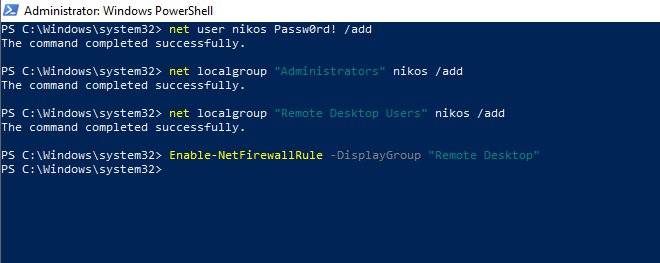 Administrator: Windows PowerShell
PS C:\Windows\system32> net user nikos Passw0rd! /add
The command completed successfully.
PS C:\Windows\system32> net localgroup "Administrators" nikos /add
The command completed successfully.
PS C:\Windows\system32> net localgroup "Remote Desktop Users" nikos /add
The command completed successfully.
PS C:\Windows\system32> Enable-NetFirewallRule -DisplayGroup "Remote Desktop"
PS C:\Windows\system32>